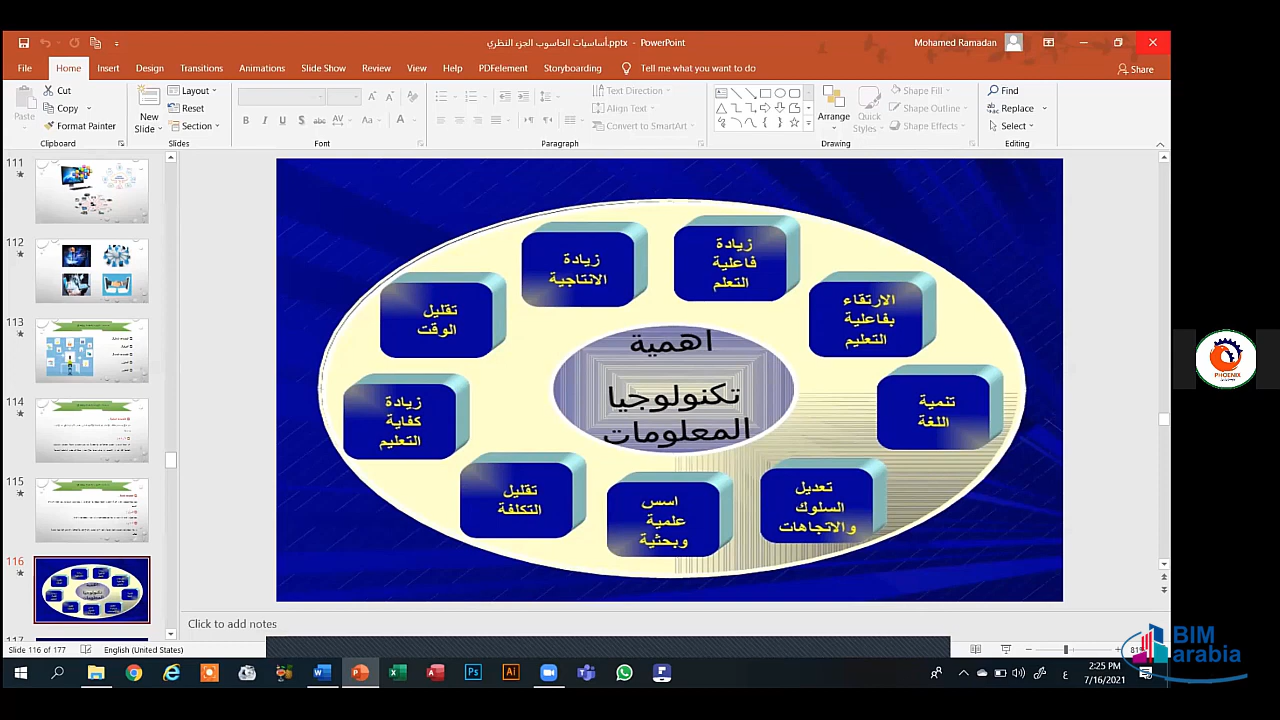 أساسيات الحاسوب الجزء النظري.pptx - PowerPoint
Mohamed Ramadan
File Home Insert Design Transitions Animations Slide Show Review View Help PDFelement Storyboarding Tell me what you want to do
Share
Paste
Cut
Copy
Format Painter
Clipboard
New
Slide
Layout
Reset
Section
Slides
Font
Text Direction
Align Text
Convert to SmartArt
Paragraph
Arrange
Quick
Styles
Shape Fill
Shape Outline
Shape Effects
Drawing
Find
Replace
Select
Editing
111
112
113
114
115
116
117
اهمية
تكنولوجيا
المعلومات
زيادة
فاعلية
التعلم
الارتقاء
بفاعلية
التعليم
تنمية
اللغة
تعديل
السلوك
والاتجاهات
اسس
علمية
وبحثية
تقليل
التكلفة
زيادة
كفاية
التعليم
تقليل
الوقت
زيادة
الانتاجية
Click to add notes
Slide 116 of 177
English (United States)
2:25 PM
7/16/2021
PHOENIX
BIM
arabia